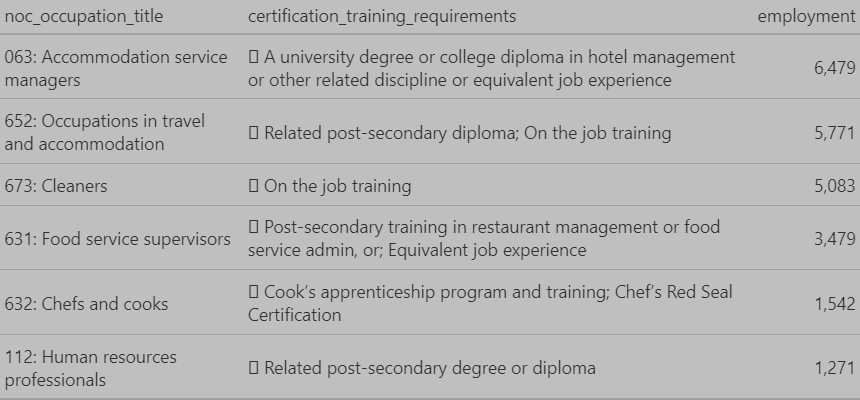 noc_occupation_title certification_training_requirements employment
063: Accommodation service ▯ A university degree or college diploma in hotel management
managers or other related discipline or equivalent job experience 6,479
652: Occupations in travel
and accommodation ▯ Related post-secondary diploma; On the job training 5,771
673: Cleaners ▯ On the job training 5,083
631: Food service supervisors ▯ Post-secondary training in restaurant management or food
service admin, or; Equivalent job experience 3,479
632: Chefs and cooks ▯ Cook's apprenticeship program and training; Chef's Red Seal
Certification 1,542
112: Human resources
professionals ▯ Related post-secondary degree or diploma 1,271